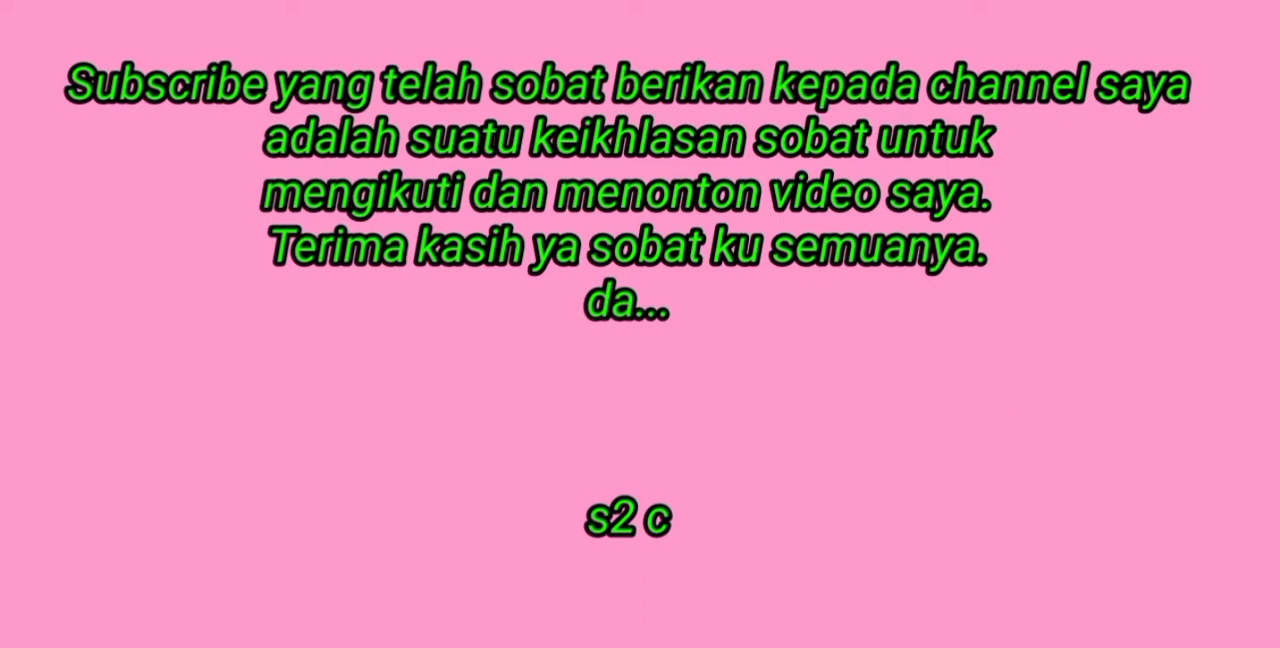 Subscribe yang telah sobat berikan kepada channel saya
adalah suatu keikhlasan sobat untuk
mengikuti dan menonton video saya.
Terima kasih ya sobat ku semuanya.
da...
s2 c